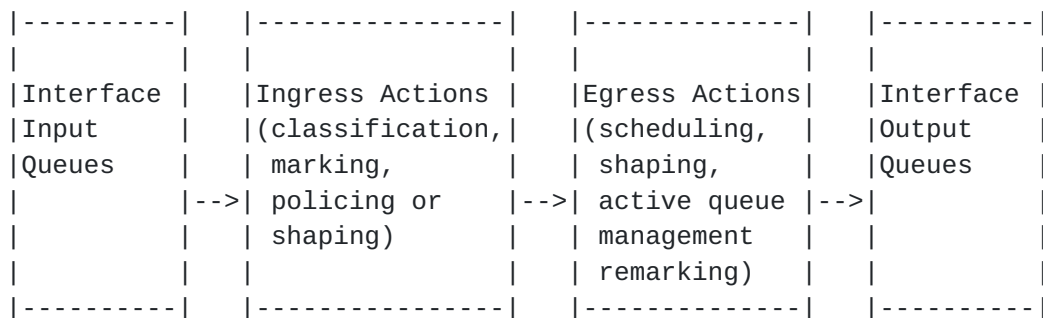 |----------|   |----------------|   |--------------|   |----------|
|          |   |                |   |              |   |          |
|Interface |   |Ingress Actions |   |Egress Actions|   |Interface |
|Input     |   |(classification,|   |(scheduling,  |   |Output    |
|Queues    |   | marking,       |   | shaping,     |   |Queues    |
|          |-->| policing or    |-->| active queue |-->|          |
|          |   | shaping)       |   | management   |   |          |
|          |   |                |   | remarking)   |   |          |
|----------|   |----------------|   |--------------|   |----------|